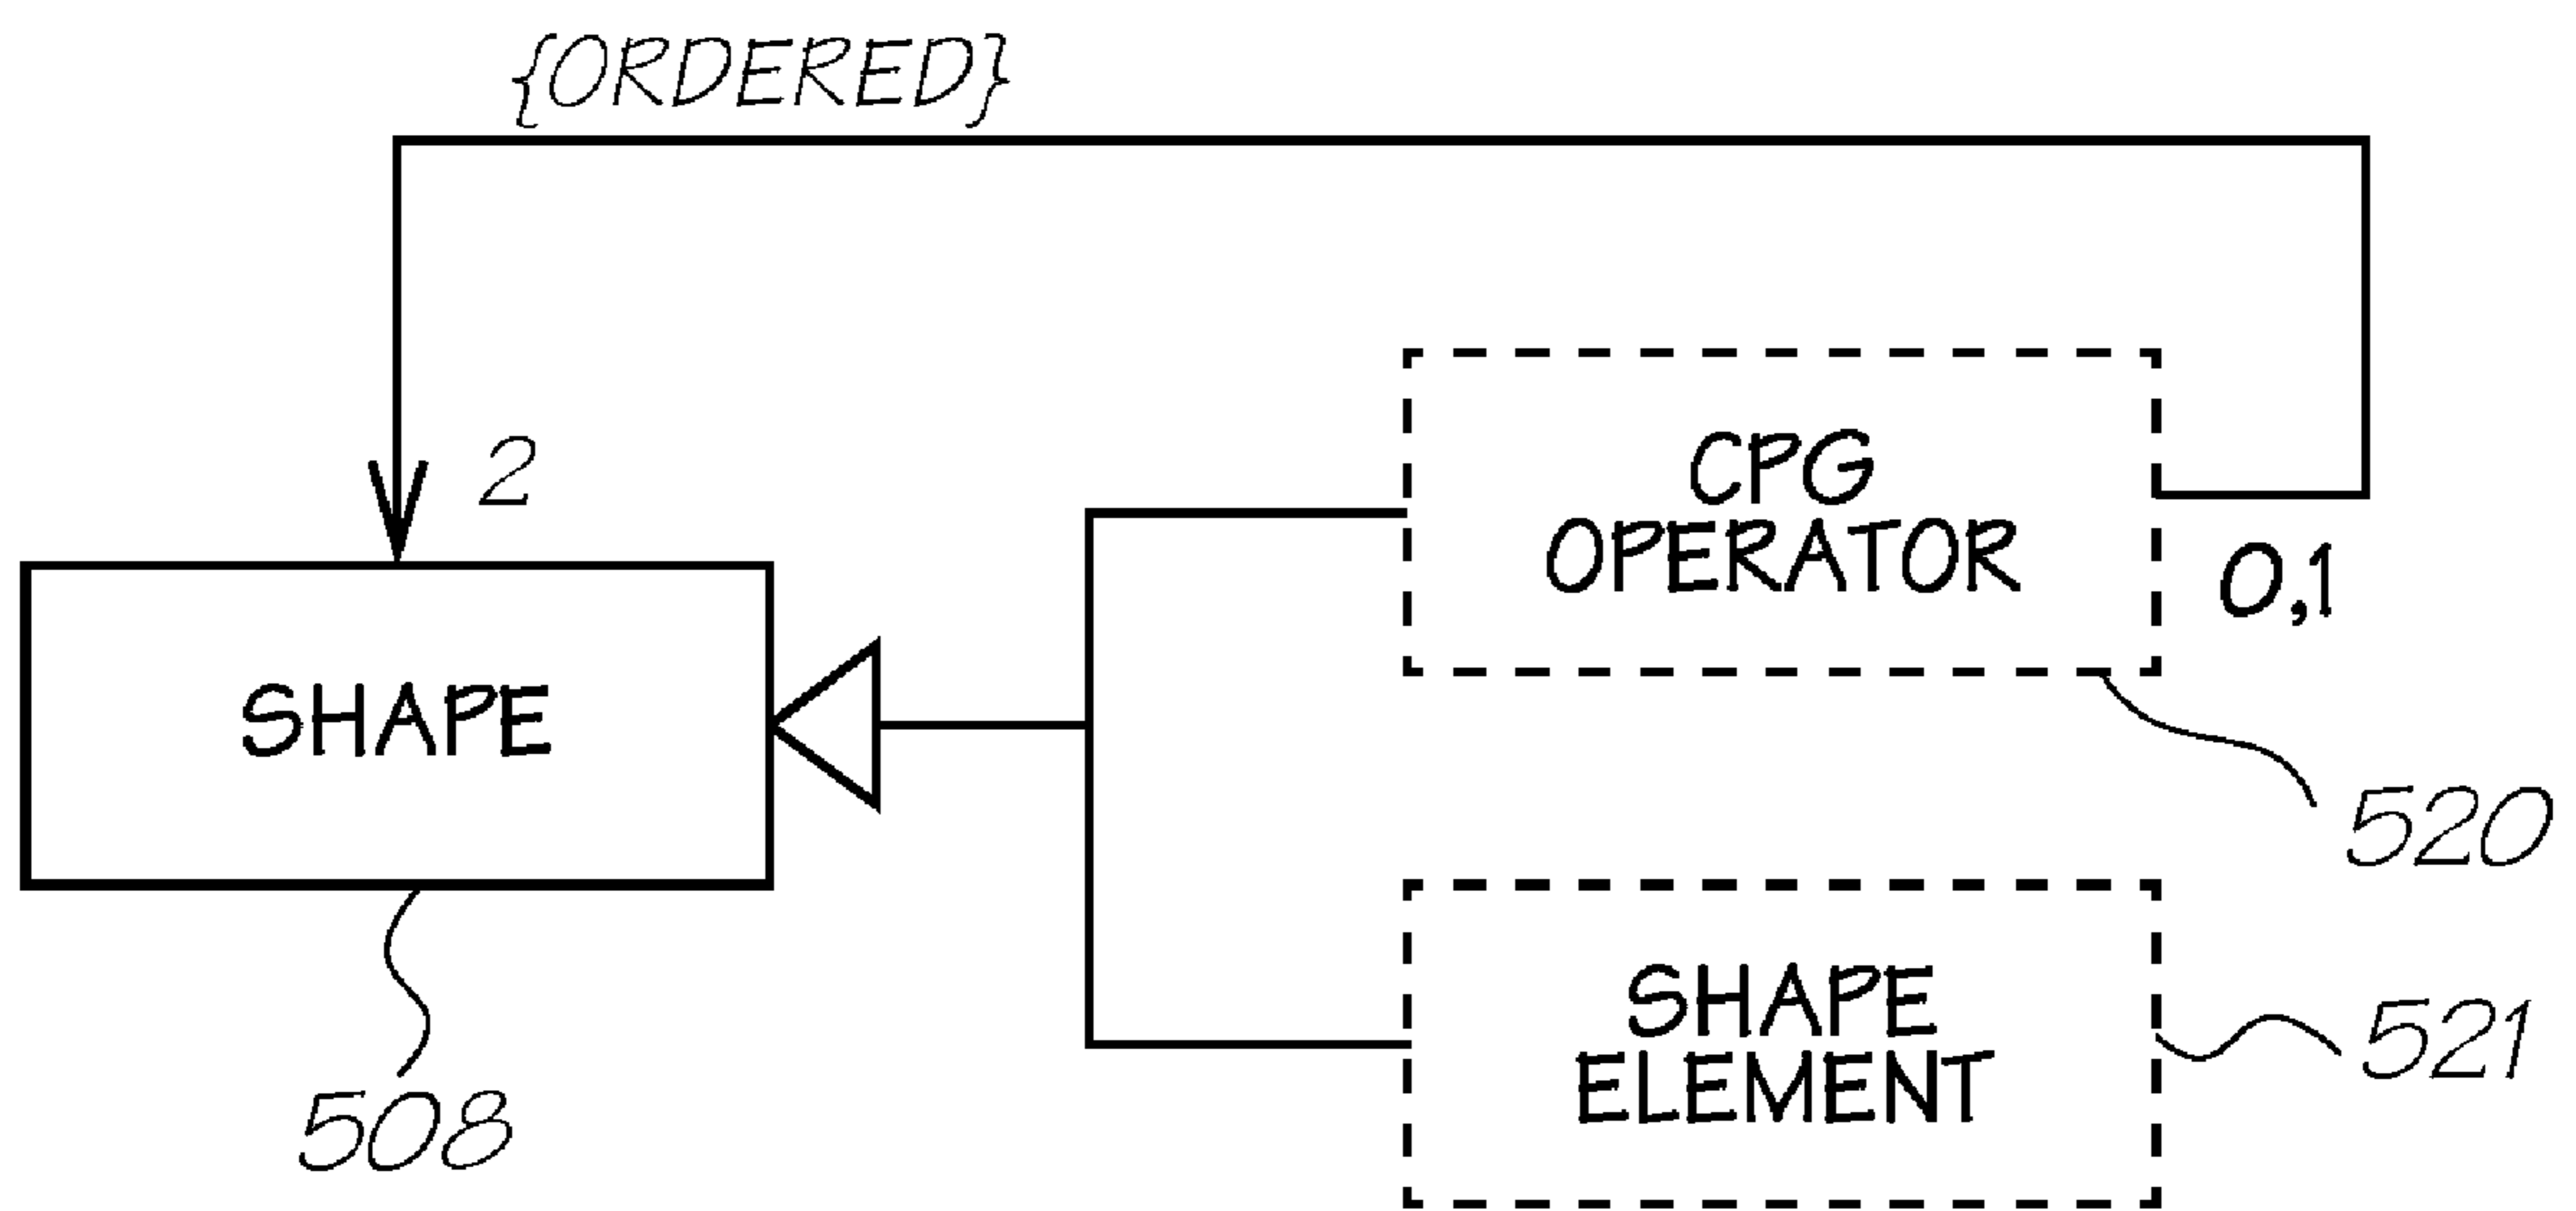 {ORDERED}
2
CPG
OPERATOR
0,1
SHAPE
520
SHAPE
ELEMENT
521
508